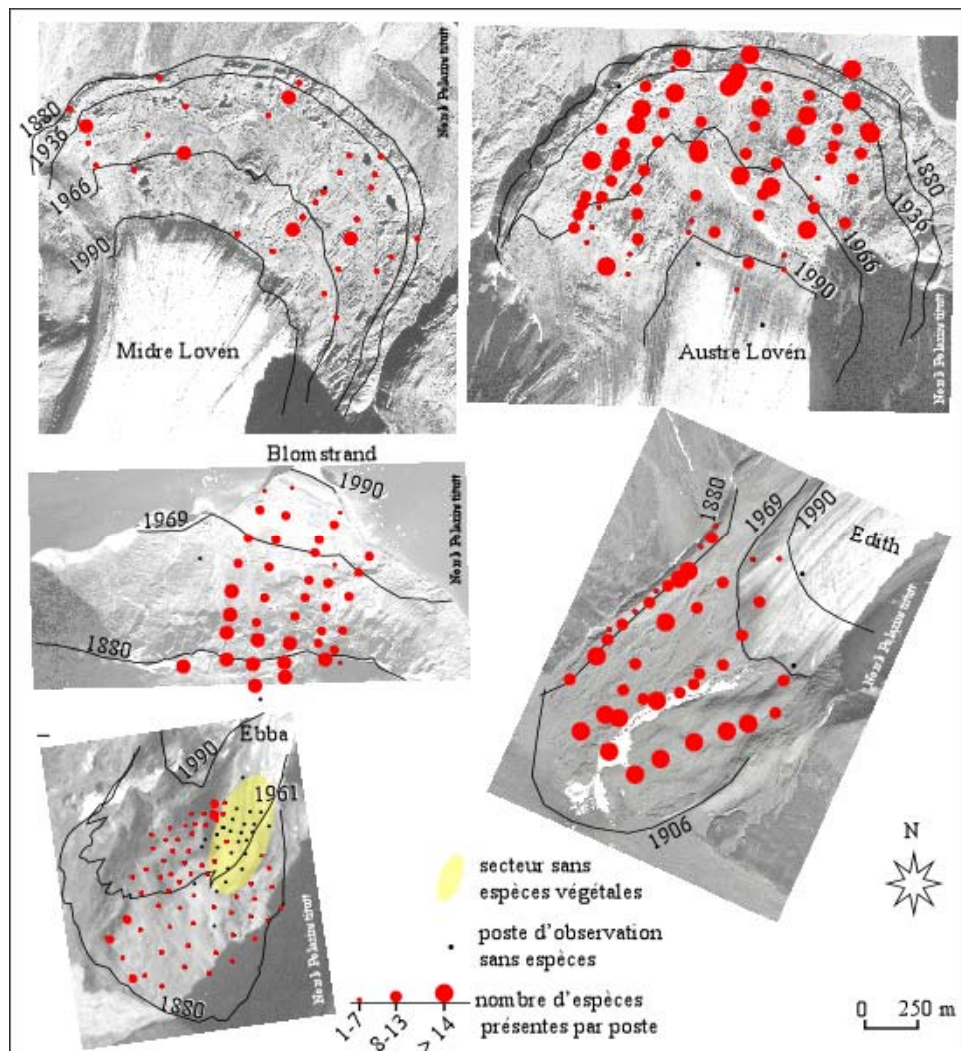 1880
1936
1966
1990
Midre Lovén
1880
1936
1966
1990
Austre Lovén
Blomstrand
1990
1969
1880
1880
1969
1990
Edith
1906
Ebba
1990
1961
1880
secteur sans
espèces végétales
poste d'observation
sans espèces
nombre d'espèces
présentes par poste
1-7
8-13
> 14
N
0 250 m